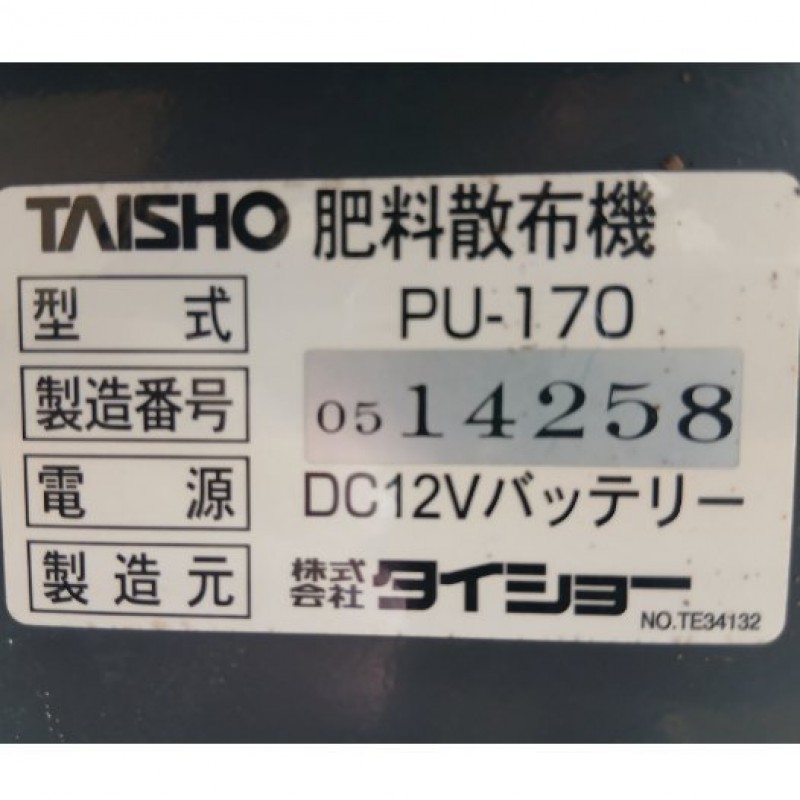 TAISHO 肥料散布機
型式 PU-170
製造番号 0514258
電源 DC12Vバッテリー
製造元 株式会社 タイショー
NO.TE34132